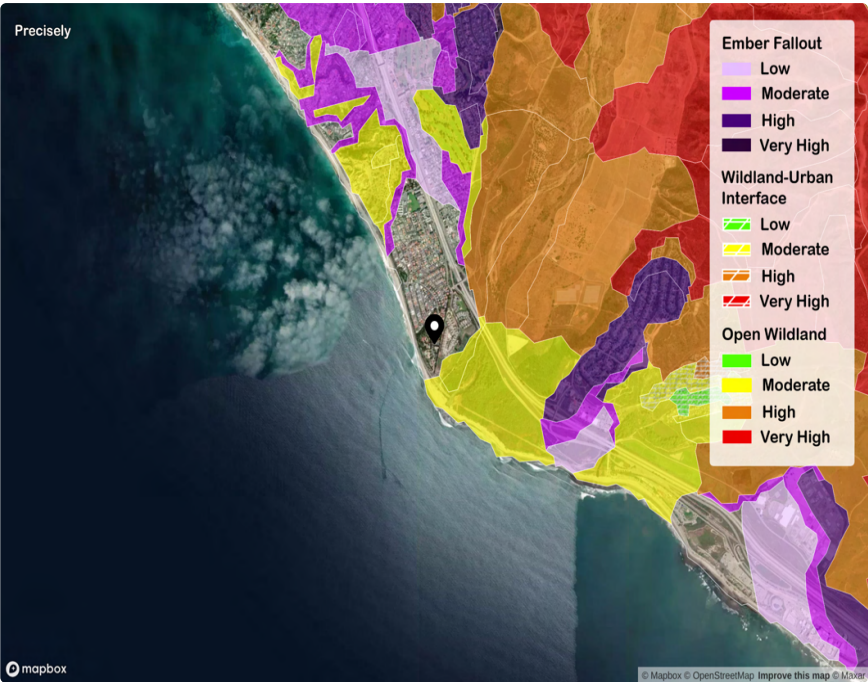 Precisely
Ember Fallout
Low
Moderate
High
Very High
Wildland-Urban
Interface
Low
Moderate
High
Very High
Open Wildland
Low
Moderate
High
Very High
mapbox
© Mapbox © OpenStreetMap Improve this map © Maxar